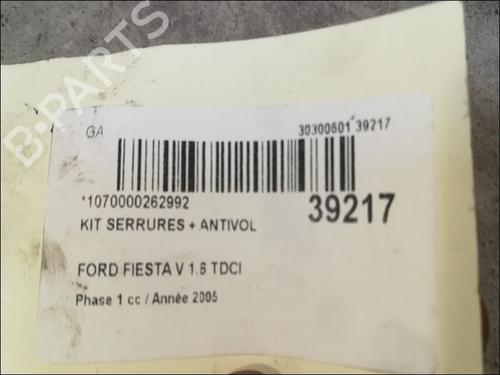 B-PARTS
GA
30300601 39217
*1070000262992
39217
KIT SERRURES + ANTIVOL
FORD FIESTA V 1.6 TDCI
Phase 1 cc / Année 2005